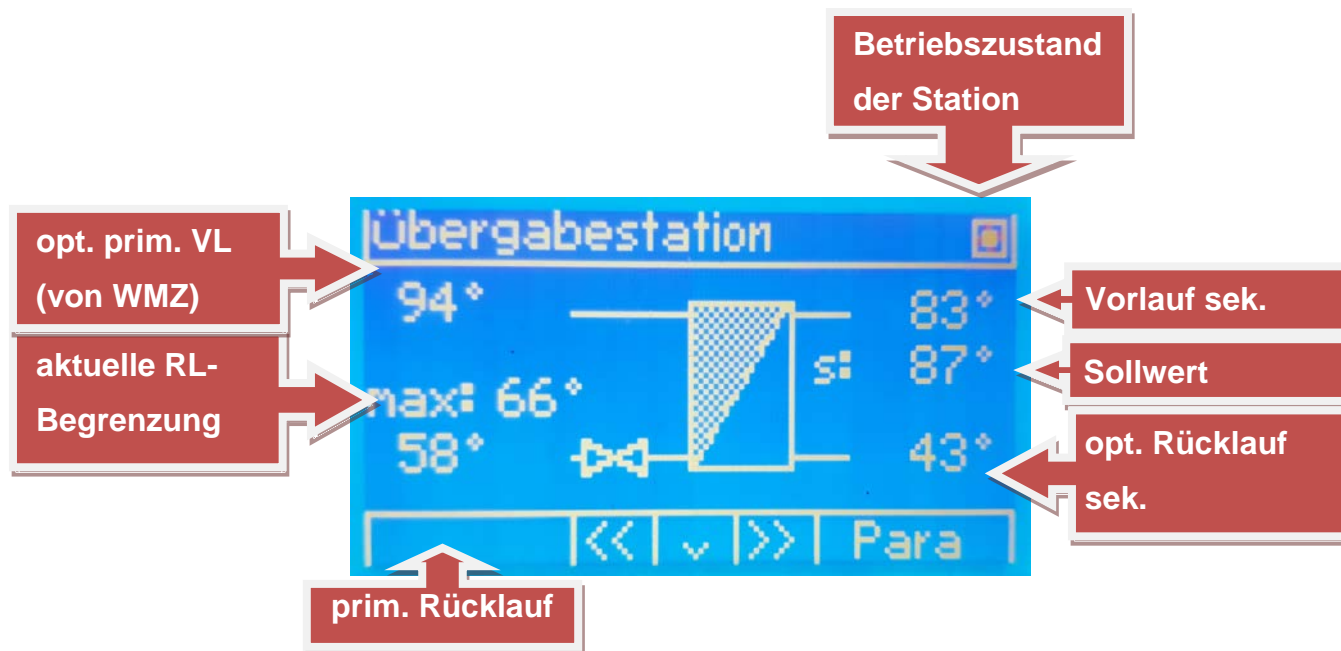 Betriebszustand
der Station
opt. prim. VL
(von WMZ)
aktuelle RL-
Begrenzung
Übergabestation
94°
83°
s: 87°
max: 66°
58°
43°
<< ⌄ >> Para
Vorlauf sek.
Sollwert
opt. Rücklauf
sek.
prim. Rücklauf